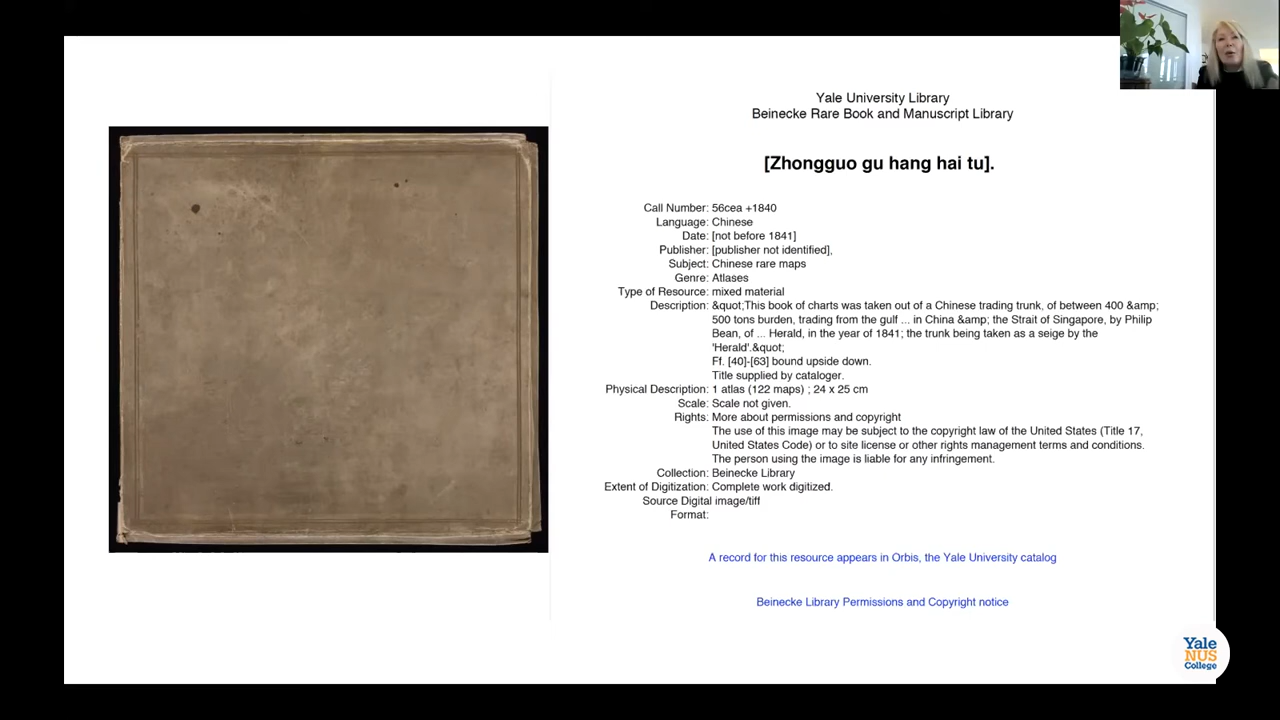 Yale University Library
Beinecke Rare Book and Manuscript Library
[Zhongguo gu hang hai tu].
Call Number: 56cea +1840
Language: Chinese
Date: [not before 1841]
Publisher: [publisher not identified],
Subject: Chinese rare maps
Genre: Atlases
Type of Resource: mixed material
Description: &quot;This book of charts was taken out of a Chinese trading trunk, of between 400 &amp;
500 tons burden, trading from the gulf ... in China &amp; the Strait of Singapore, by Philip
Bean, of ... Herald, in the year of 1841; the trunk being taken as a seige by the
'Herald'.&quot;
Ff. [40]-[63] bound upside down.
Title supplied by cataloger.
Physical Description: 1 atlas (122 maps) ; 24 x 25 cm
Scale: Scale not given.
Rights: More about permissions and copyright
The use of this image may be subject to the copyright law of the United States (Title 17,
United States Code) or to site license or other rights management terms and conditions.
The person using the image is liable for any infringement.
Collection: Beinecke Library
Extent of Digitization: Complete work digitized.
Source Digital image/tiff
Format:
A record for this resource appears in Orbis, the Yale University catalog
Beinecke Library Permissions and Copyright notice
Yale
NUS
College